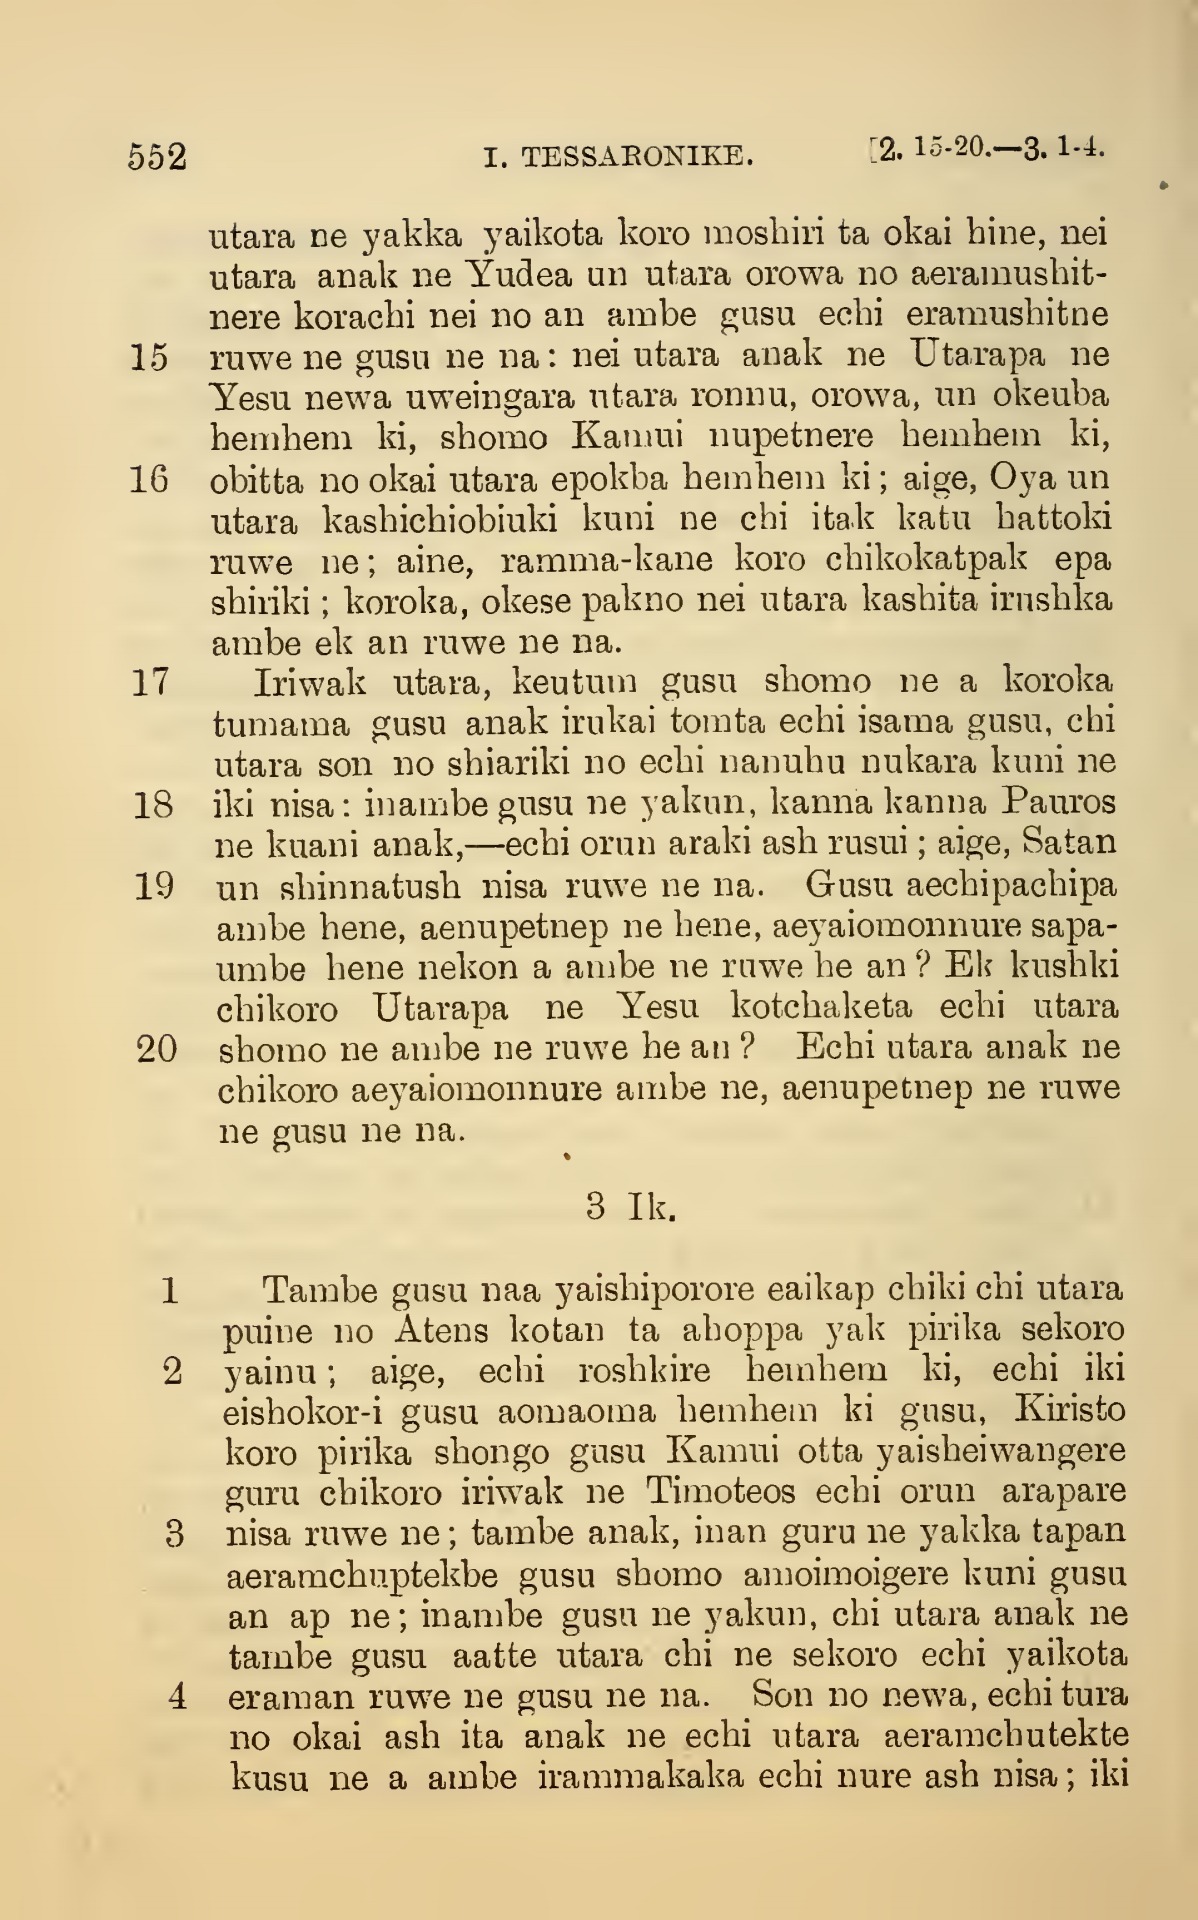 552 I. TESSARONIKE. [2. 15-20.—3. 1-4.
utara ne yakka yaikota koro moshiri ta okai hine, nei
utara anak ne Yudea un utara orowa no aeramushit-
nere korachi nei no an ambe gusu echi eramushitne
15 ruwe ne gusu ne na: nei utara anak ne Utarapa ne
Yesu newa uweingara utara ronnu, orowa, un okeuba
hemhem ki, shomo Kamui nupetnere hemhem ki,
16 obitta no okai utara epokba hemhem ki; aige, Oya un
utara kashichiobiuki kuni ne chi itak katu hattoki
ruwe ne; aine, ramma-kane koro chikokatpak epa
shiriki; koroka, okese pakno nei utara kashita irushka
ambe ek an ruwe ne na.
17 Iriwak utara, keutum gusu shomo ne a koroka
tumama gusu anak irukai tomta echi isama gusu, chi
utara son no shiariki no echi nanuhu nukara kuni ne
18 iki nisa: inambe gusu ne yakun, kanna kanna Pauros
ne kuani anak,—echi orun araki ash rusui; aige, Satan
19 un shinnatush nisa ruwe ne na. Gusu aechipachipa
ambe hene, aenupetnep ne hene, aeyaiomonnure sapa-
umbe hene nekon a ambe ne ruwe he an? Ek kushki
chikoro Utarapa ne Yesu kotchaketa echi utara
20 shomo ne ambe ne ruwe he an? Echi utara anak ne
chikoro aeyaiomonnure ambe ne, aenupetnep ne ruwe
ne gusu ne na.
3 Ik.
1 Tambe gusu naa yaishiporore eaikap chiki chi utara
puine no Atens kotan ta ahoppa yak pirika sekoro
2 yainu; aige, echi roshkire hemhem ki, echi iki
eishokor-i gusu aomaoma hemhem ki gusu, Kiristo
koro pirika shongo gusu Kamui otta yaisheiwangere
guru chikoro iriwak ne Timoteos echi orun arapare
3 nisa ruwe ne; tambe anak, inan guru ne yakka tapan
aeramchuptekbe gusu shomo amoimoigere kuni gusu
an ap ne; inambe gusu ne yakun, chi utara anak ne
tambe gusu aatte utara chi ne sekoro echi yaikota
4 eraman ruwe ne gusu ne na. Son no newa, echi tura
no okai ash ita anak ne echi utara aeramchutekte
kusu ne a ambe irammakaka echi nure ash nisa; iki